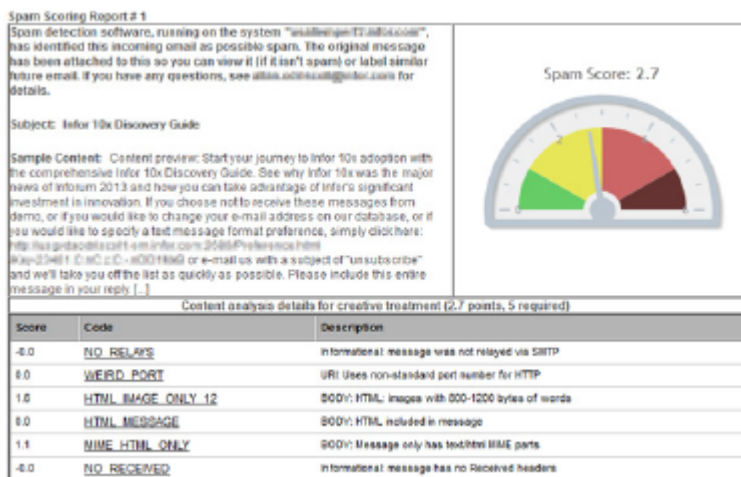 Spam Scoring Report # 1
Spam detection software, running on the system
has identified this incoming email as possible spam. The original message
has been attached to this so you can view it (if it isn't spam) or label similar
future email. If you have any questions, see for
details.
Subject: Infor 10x Discovery Guide
Sample Content: Content preview: Start your journey to Infor 10x adoption with
the comprehensive Infor 10x Discovery Guide. See why Infor 10x was the major
news of Inforum 2013 and how you can take advantage of Infor's significant
investment in innovation. If you choose not to receive these messages from
demo, or if you would like to change your e-mail address on our database, or if
you would like to specify a text message format preference, simply click here:
or e-mail us with a subject of "unsubscribe"
and we'll take you off the list as quickly as possible. Please include this entire
message in your reply [...]
Spam Score: 2.7
Content analysis details for creative treatment (2.7 points, 5 required)
Score Code Description
-0.0 NO_RELAYS Informational: message was not relayed via SMTP
0.0 WEIRD_PORT URI: Uses non-standard port number for HTTP
1.6 HTML_IMAGE_ONLY_12 BODY: HTML: images with 800-1200 bytes of words
0.0 HTML_MESSAGE BODY: HTML included in message
1.1 MIME_HTML_ONLY BODY: Message only has text/html MIME parts
-0.0 NO_RECEIVED Informational: message has no Received headers